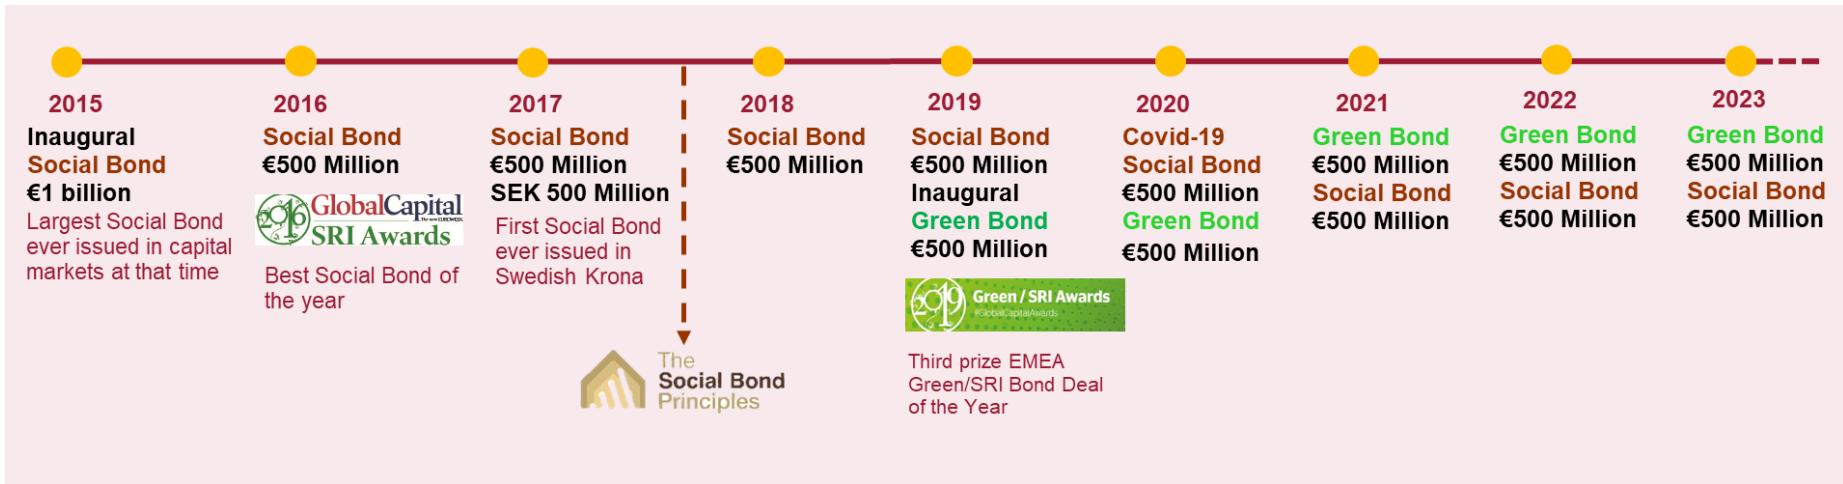 2015
Inaugural
Social Bond
€1 billion
Largest Social Bond
ever issued in capital
markets at that time
2016
Social Bond
€500 Million
2016 GlobalCapital
SRI Awards
Best Social Bond of
the year
2017
Social Bond
€500 Million
SEK 500 Million
First Social Bond
ever issued in
Swedish Krona
The
Social Bond
Principles
2018
Social Bond
€500 Million
2019
Social Bond
€500 Million
Inaugural
Green Bond
€500 Million
2019 Green / SRI Awards
#GlobalCapitalAwards
Third prize EMEA
Green/SRI Bond Deal
of the Year
2020
Covid-19
Social Bond
€500 Million
Green Bond
€500 Million
2021
Green Bond
€500 Million
Social Bond
€500 Million
2022
Green Bond
€500 Million
Social Bond
€500 Million
2023
Green Bond
€500 Million
Social Bond
€500 Million